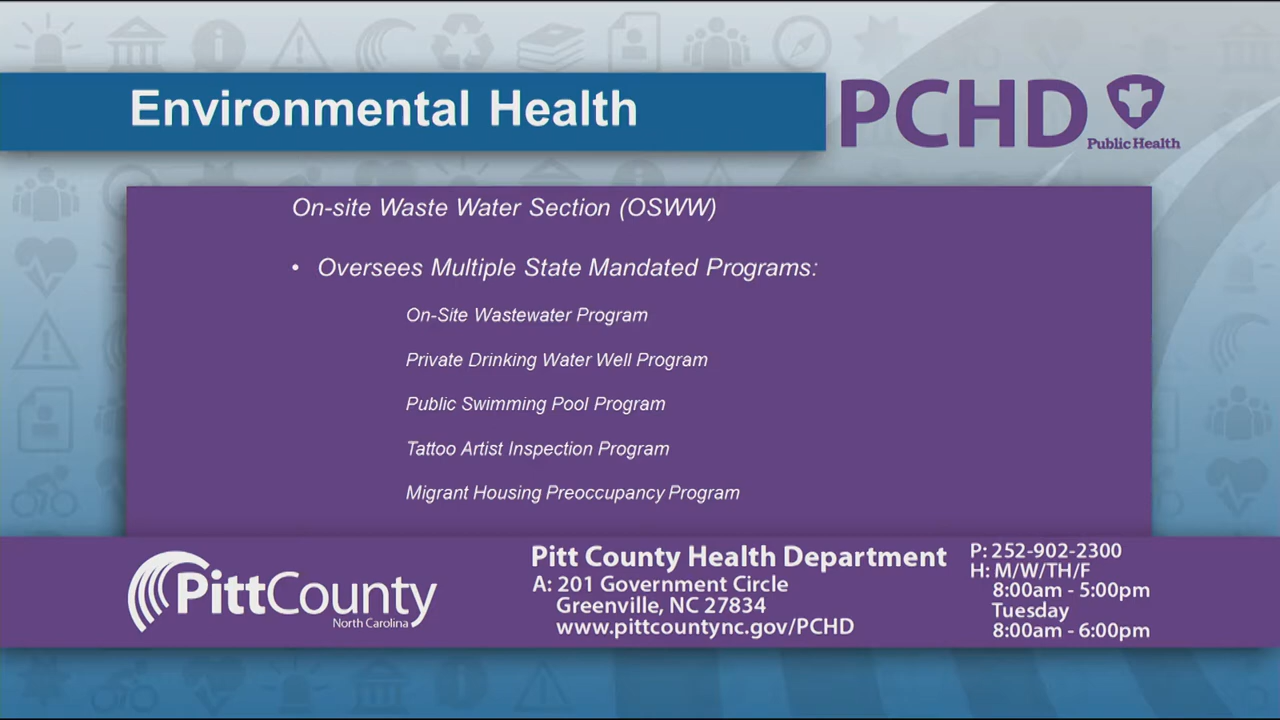 Environmental Health
PCHD
Public Health
On-site Waste Water Section (OSWW)
• Oversees Multiple State Mandated Programs:
On-Site Wastewater Program
Private Drinking Water Well Program
Public Swimming Pool Program
Tattoo Artist Inspection Program
Migrant Housing Preoccupancy Program
PittCounty
North Carolina
Pitt County Health Department
A: 201 Government Circle
Greenville, NC 27834
www.pittcountync.gov/PCHD
P: 252-902-2300
H: M/W/TH/F
8:00am - 5:00pm
Tuesday
8:00am - 6:00pm